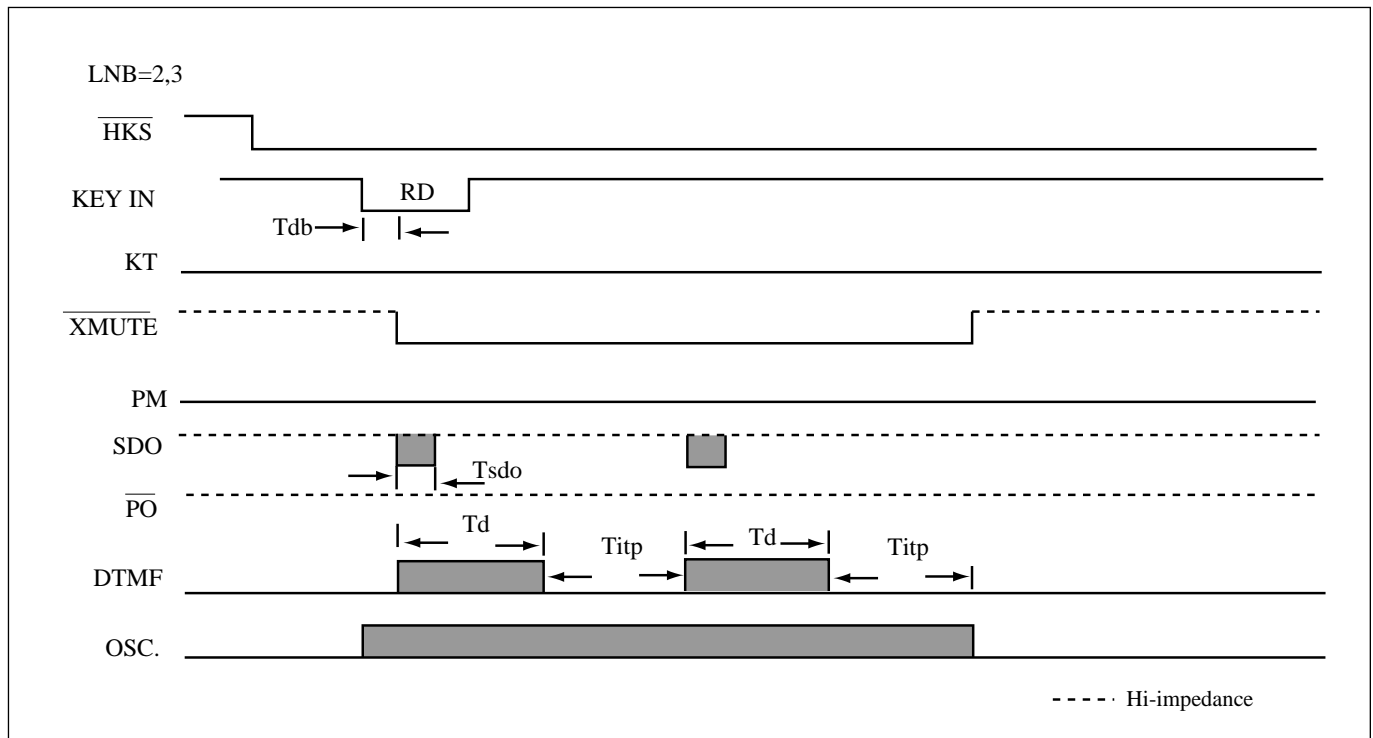 LNB=2,3
HKS
KEY IN
RD
Tdb
KT
XMUTE
PM
SDO
Tsdo
PO
Td
Titp
Td
Titp
DTMF
OSC.
Hi-impedance